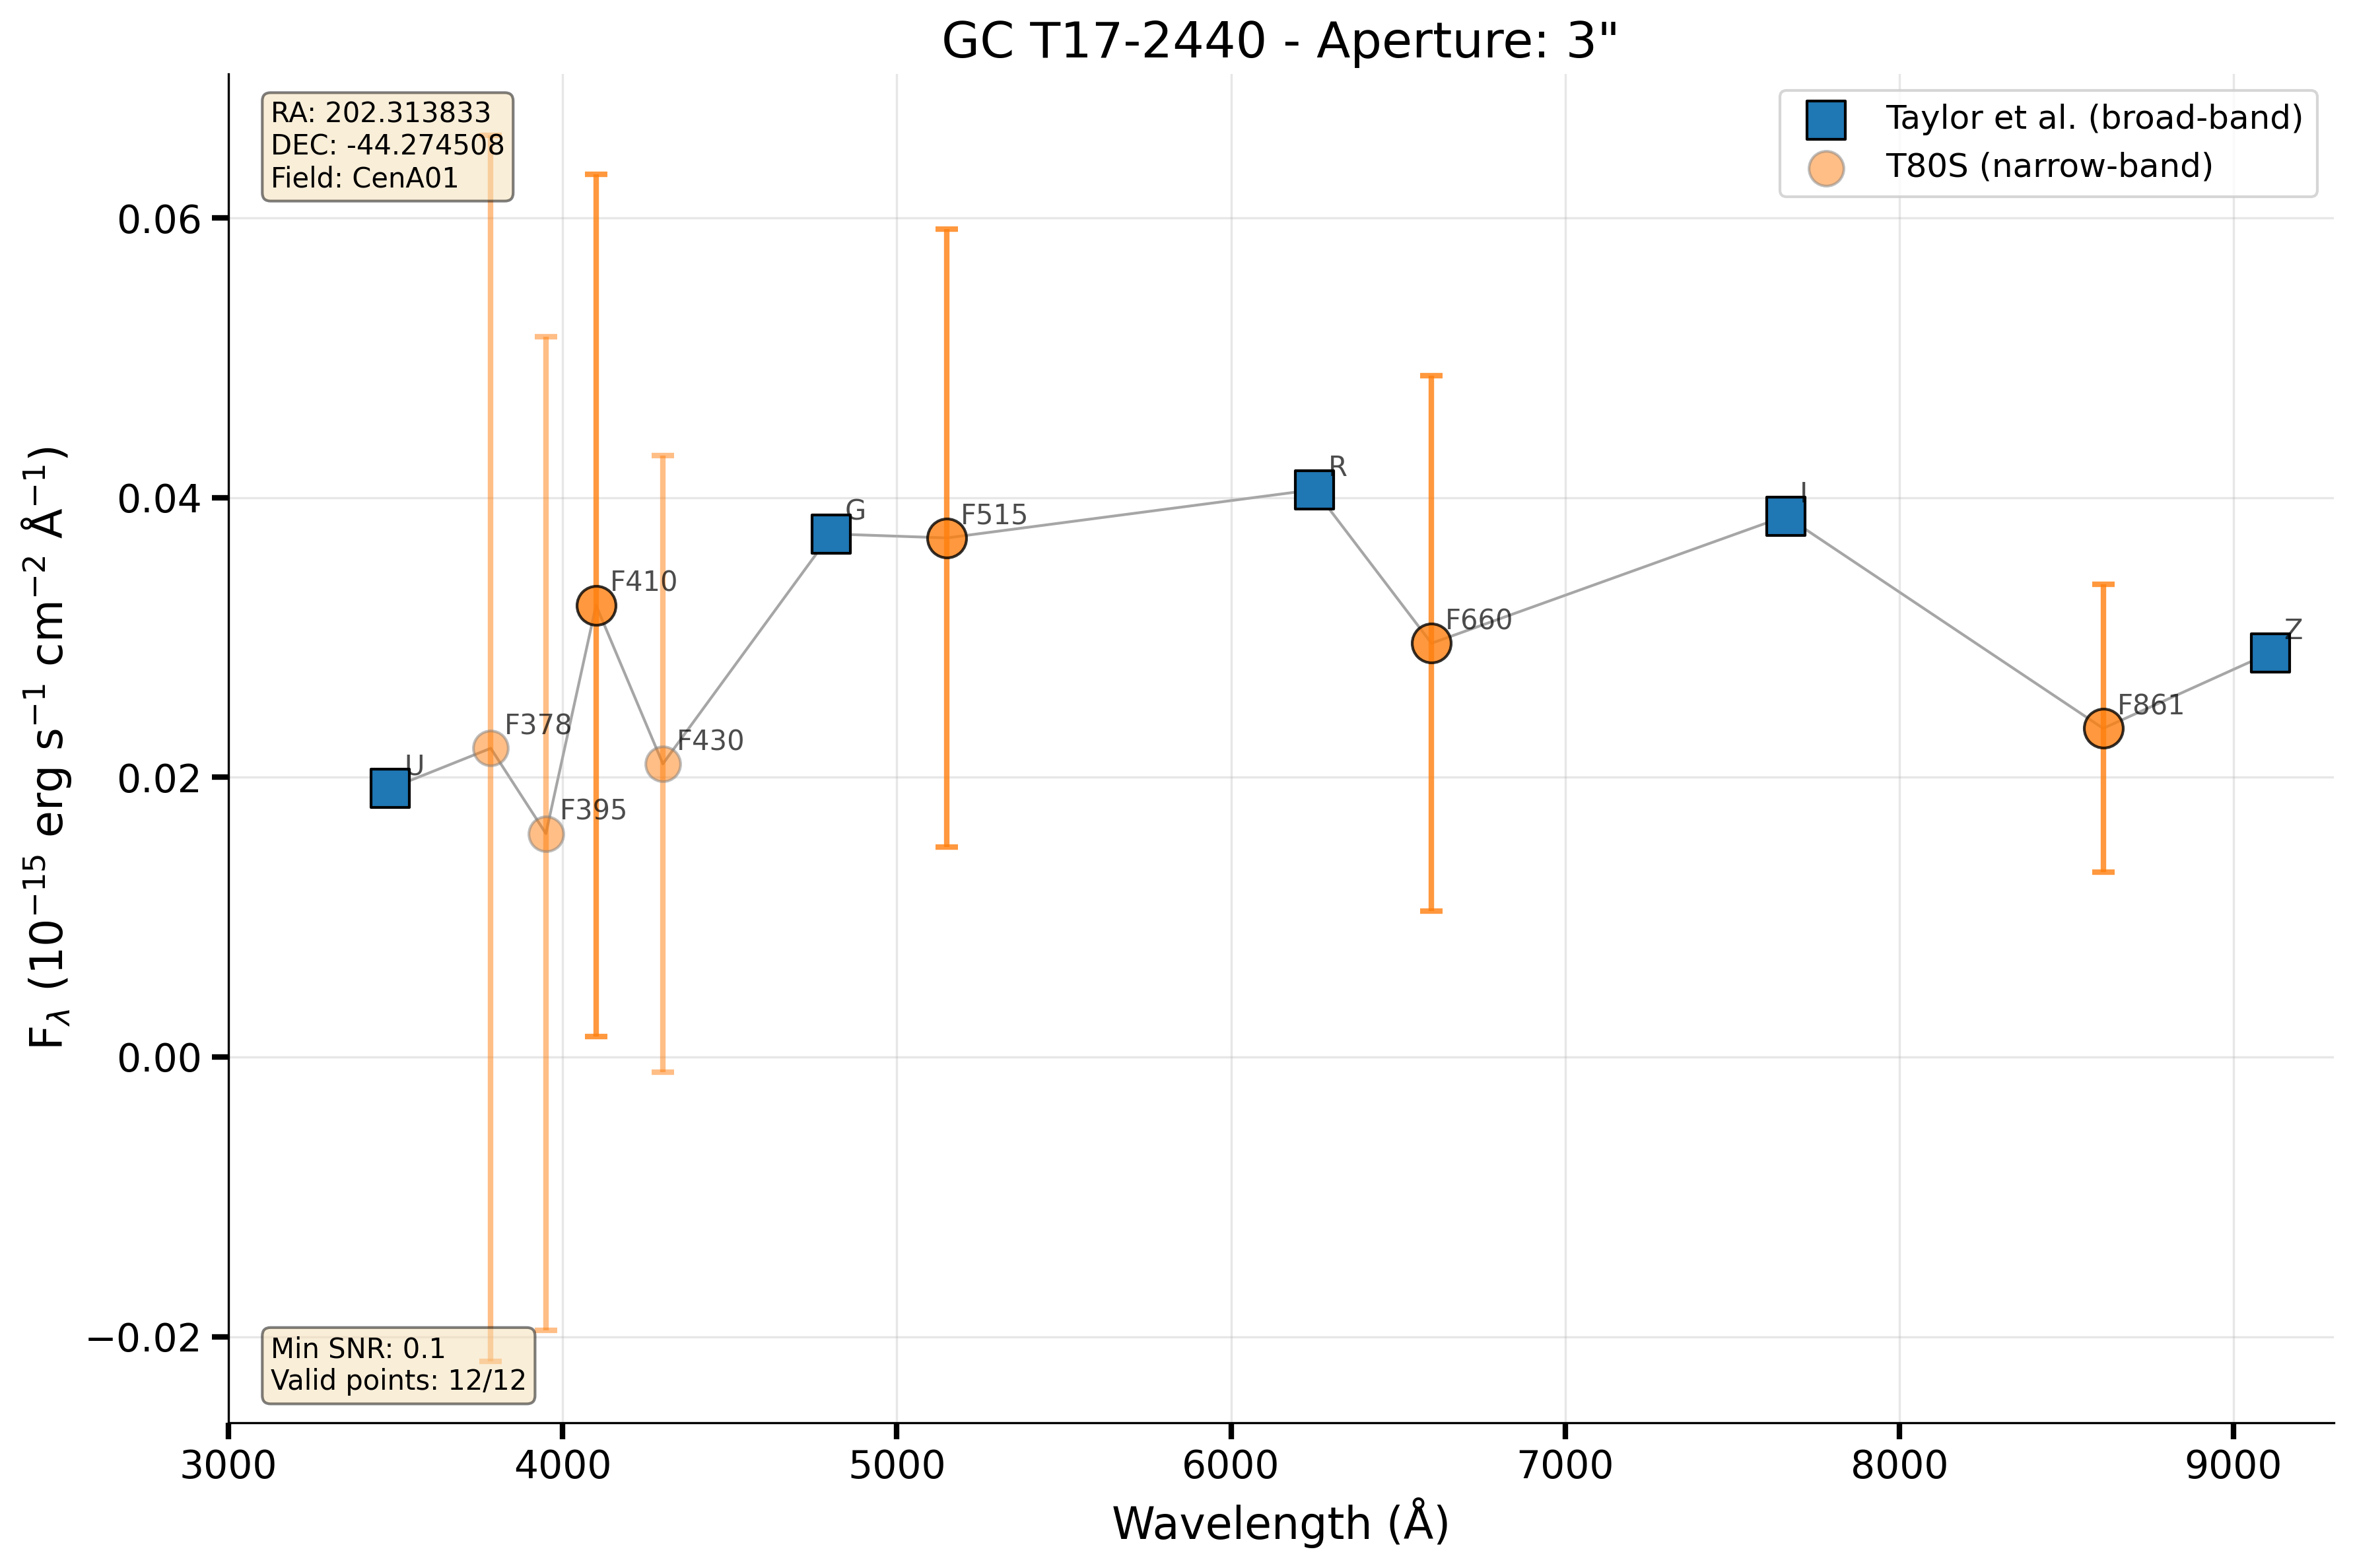 GC T17-2440 - Aperture: 3"
RA: 202.313833
DEC: -44.274508
Field: CenA01
Taylor et al. (broad-band)
T80S (narrow-band)
F_λ (10⁻¹⁵ erg s⁻¹ cm⁻² Å⁻¹)
0.06
0.04
0.02
0.00
−0.02
U
F378
F395
F410
F430
G
F515
R
F660
I
F861
Z
Min SNR: 0.1
Valid points: 12/12
3000
4000
5000
6000
7000
8000
9000
Wavelength (Å)